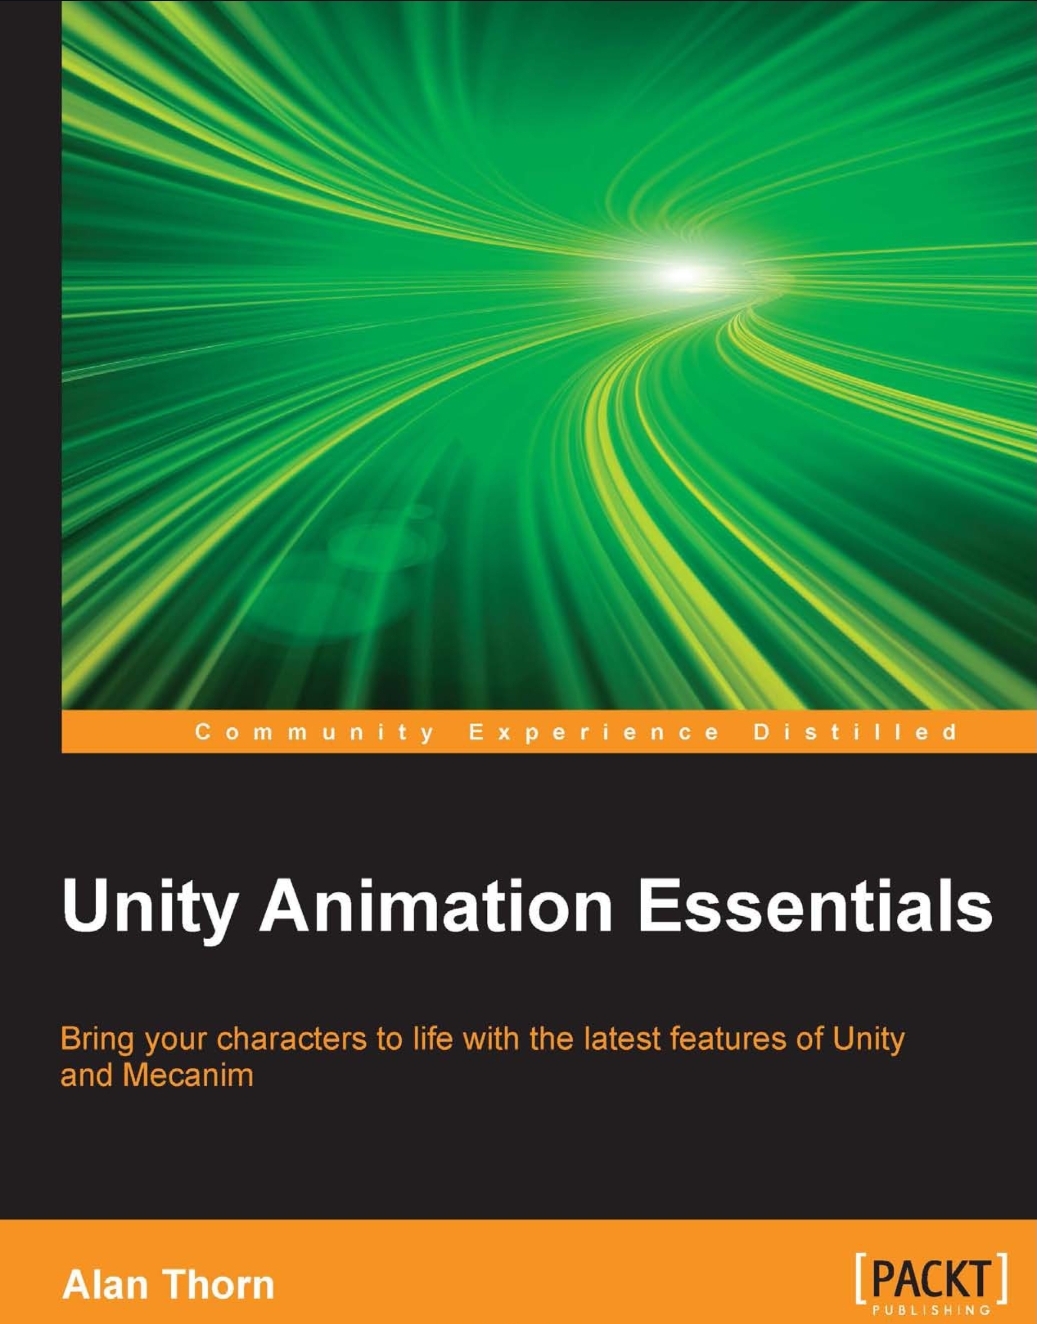 Community Experience Distilled
Unity Animation Essentials
Bring your characters to life with the latest features of Unity
and Mecanim
Alan Thorn
[PACKT]
PUBLISHING